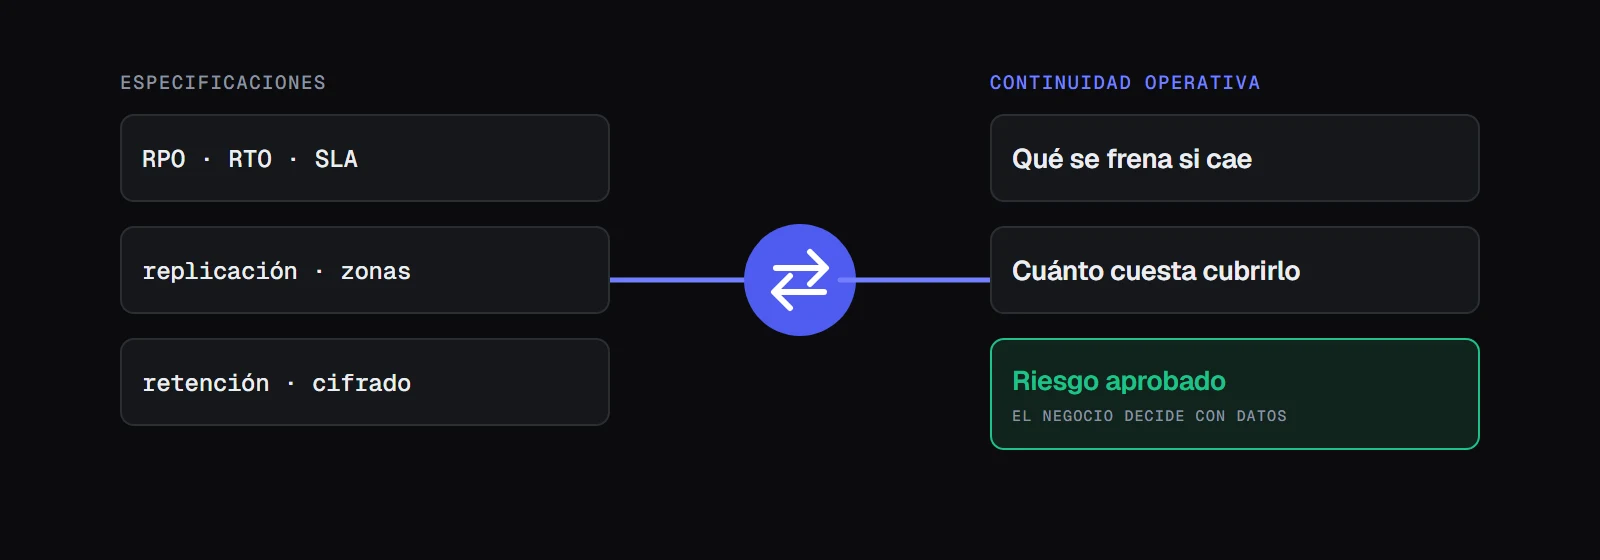 ESPECIFICACIONES
RPO · RTO · SLA
replicación · zonas
retención · cifrado
CONTINUIDAD OPERATIVA
Qué se frena si cae
Cuánto cuesta cubrirlo
Riesgo aprobado
EL NEGOCIO DECIDE CON DATOS